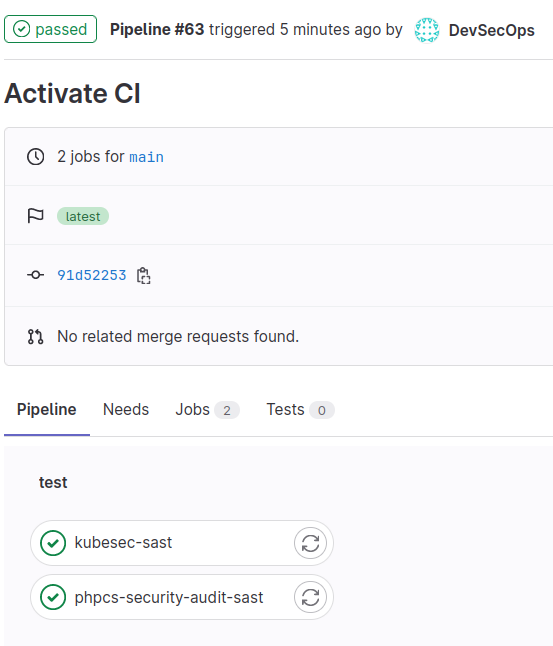 passed Pipeline #63 triggered 5 minutes ago by DevSecOps
Activate CI
2 jobs for main
latest
91d52253
No related merge requests found.
Pipeline Needs Jobs 2 Tests 0
test
kubesec-sast
phpcs-security-audit-sast